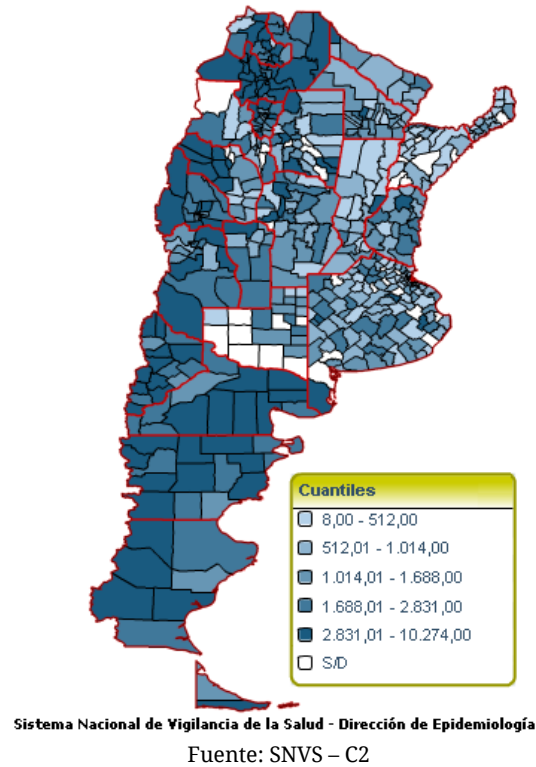 Cuantiles
8,00 - 512,00
512,01 - 1.014,00
1.014,01 - 1.688,00
1.688,01 - 2.831,00
2.831,01 - 10.274,00
S/D
Sistema Nacional de Vigilancia de la Salud - Dirección de Epidemiología
Fuente: SNVS – C2